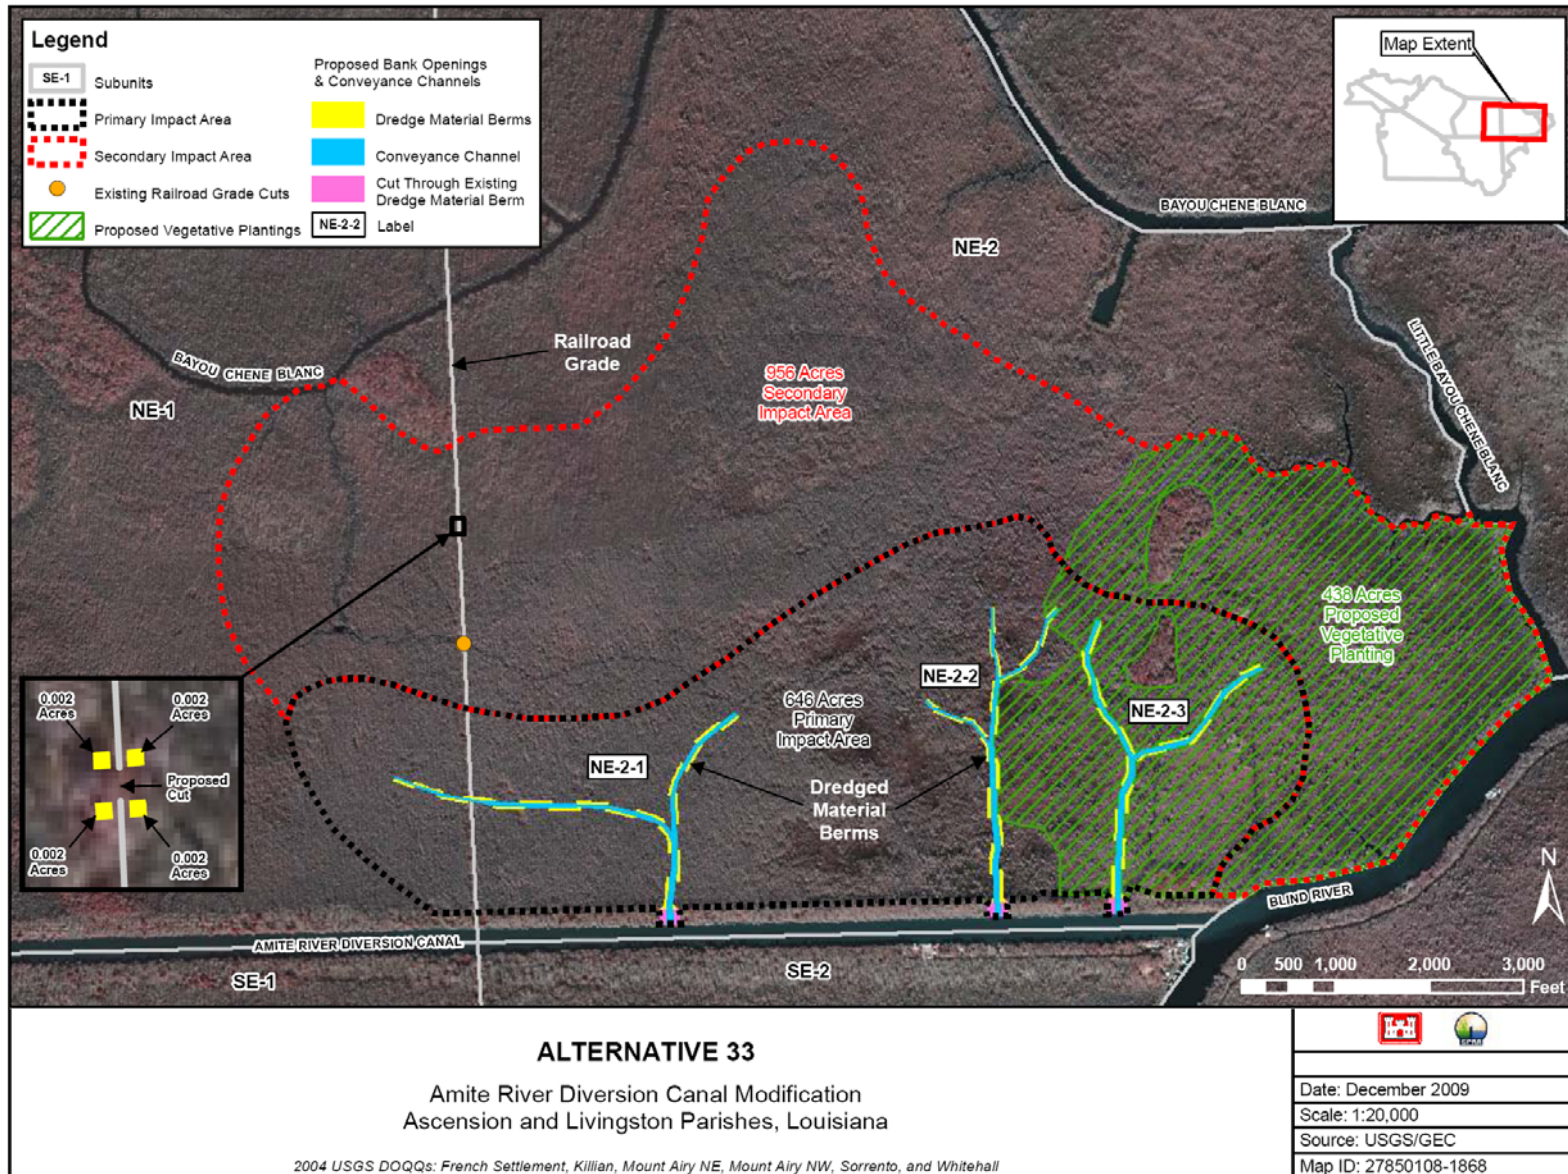 Legend
SE-1
Subunits
Primary Impact Area
Secondary Impact Area
Existing Railroad Grade Cuts
Proposed Vegetative Plantings
Proposed Bank Openings
& Conveyance Channels
Dredge Material Berms
Conveyance Channel
Cut Through Existing
Dredge Material Berm
NE-2-2
Label
Map Extent
BAYOU CHENE BLANC
NE-2
LITTLE BAYOU CHENE BLANC
Railroad
Grade
BAYOU CHENE BLANC
NE-1
956 Acres
Secondary
Impact Area
438 Acres
Proposed
Vegetative
Planting
NE-2-2
NE-2-3
646 Acres
Primary
Impact Area
NE-2-1
Dredged
Material
Berms
0.002
Acres
0.002
Acres
Proposed
Cut
0.002
Acres
0.002
Acres
N
BLIND RIVER
AMITE RIVER DIVERSION CANAL
SE-1
SE-2
0 500 1,000 2,000 3,000
Feet
ALTERNATIVE 33
Amite River Diversion Canal Modification
Ascension and Livingston Parishes, Louisiana
2004 USGS DOQQs: French Settlement, Killian, Mount Airy NE, Mount Airy NW, Sorrento, and Whitehall
Date: December 2009
Scale: 1:20,000
Source: USGS/GEC
Map ID: 27850108-1868